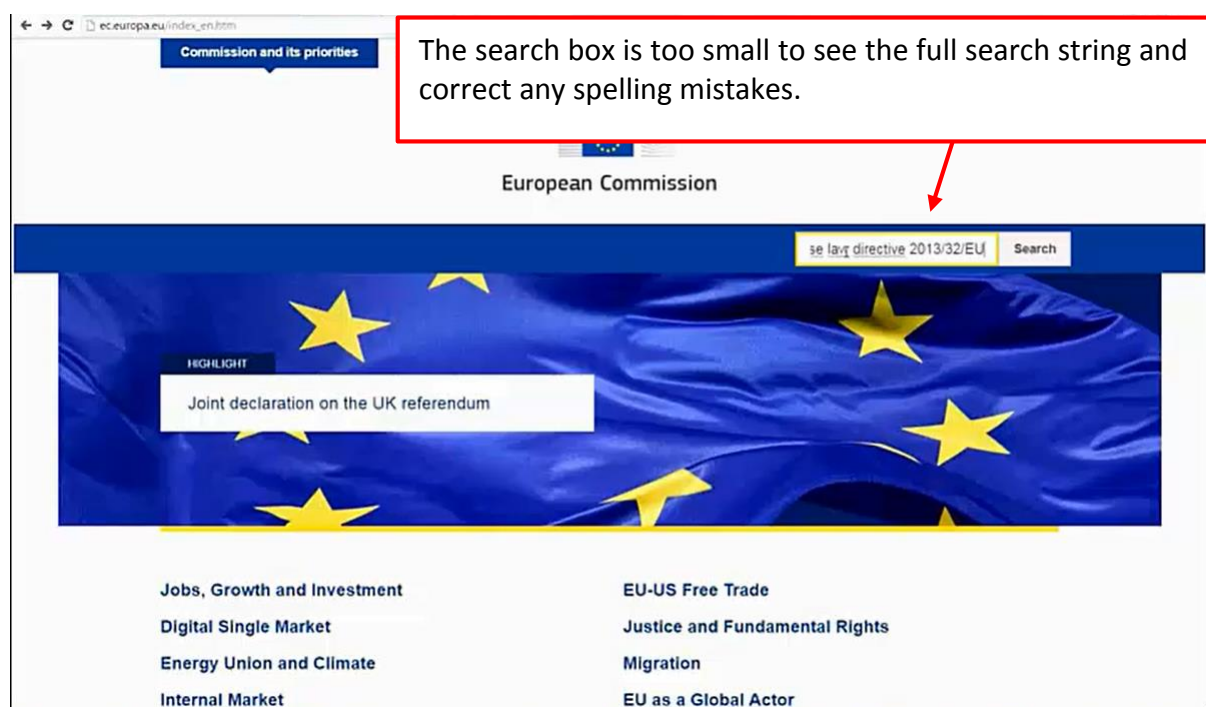 ec.europa.eu/index_en.htm
Commission and its priorities
The search box is too small to see the full search string and
correct any spelling mistakes.
European Commission
se lavg directive 2013/32/EU
Search
HIGHLIGHT
Joint declaration on the UK referendum
Jobs, Growth and Investment
EU-US Free Trade
Digital Single Market
Justice and Fundamental Rights
Energy Union and Climate
Migration
Internal Market
EU as a Global Actor